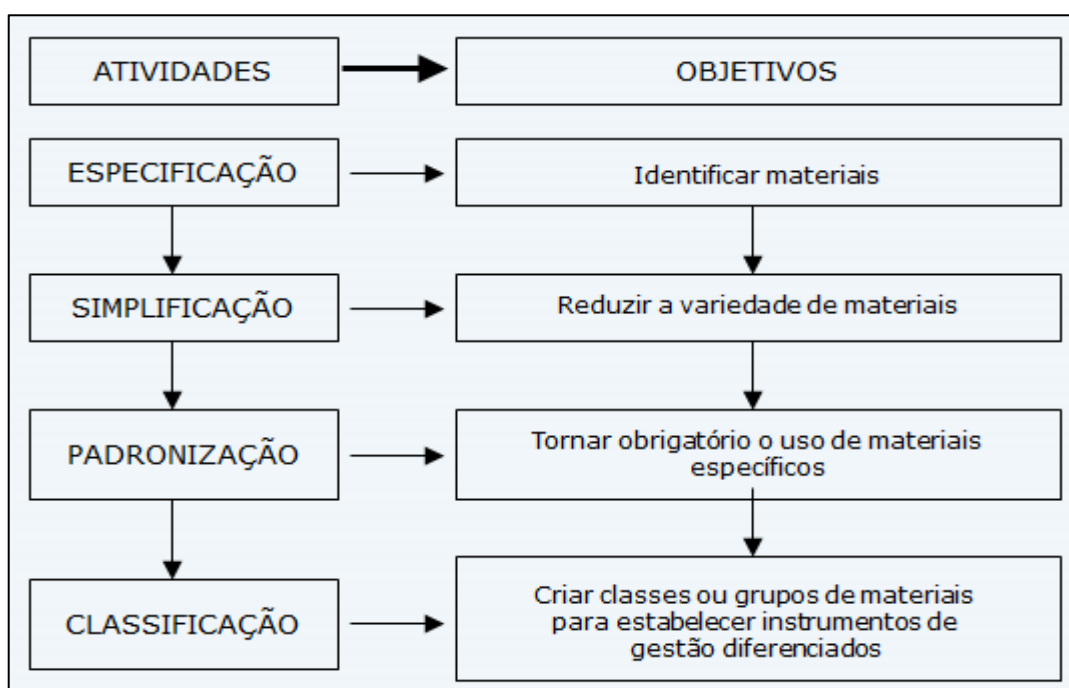 ATIVIDADES
OBJETIVOS
ESPECIFICAÇÃO
Identificar materiais
SIMPLIFICAÇÃO
Reduzir a variedade de materiais
PADRONIZAÇÃO
Tornar obrigatório o uso de materiais
específicos
CLASSIFICAÇÃO
Criar classes ou grupos de materiais
para estabelecer instrumentos de
gestão diferenciados